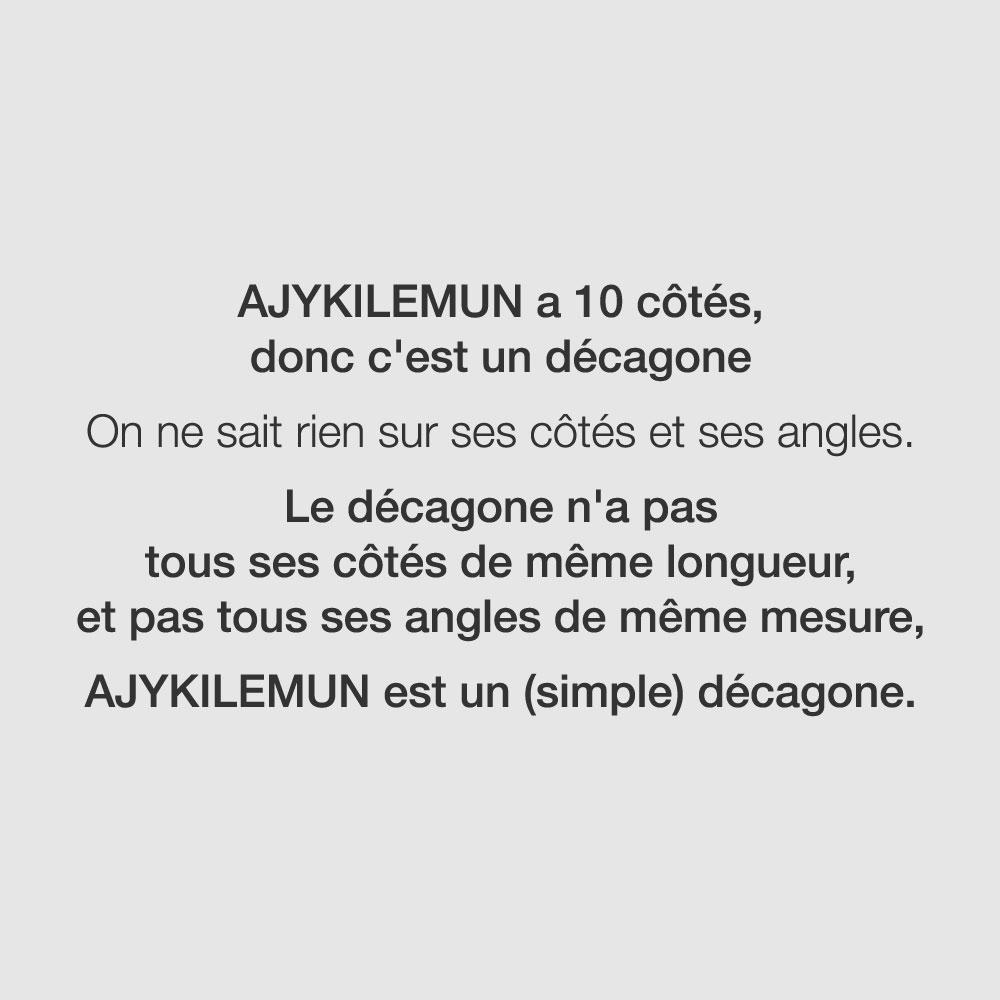 AJYKILEMUN a 10 côtés,
donc c'est un décagone
On ne sait rien sur ses côtés et ses angles.
Le décagone n'a pas
tous ses côtés de même longueur,
et pas tous ses angles de même mesure,
AJYKILEMUN est un (simple) décagone.